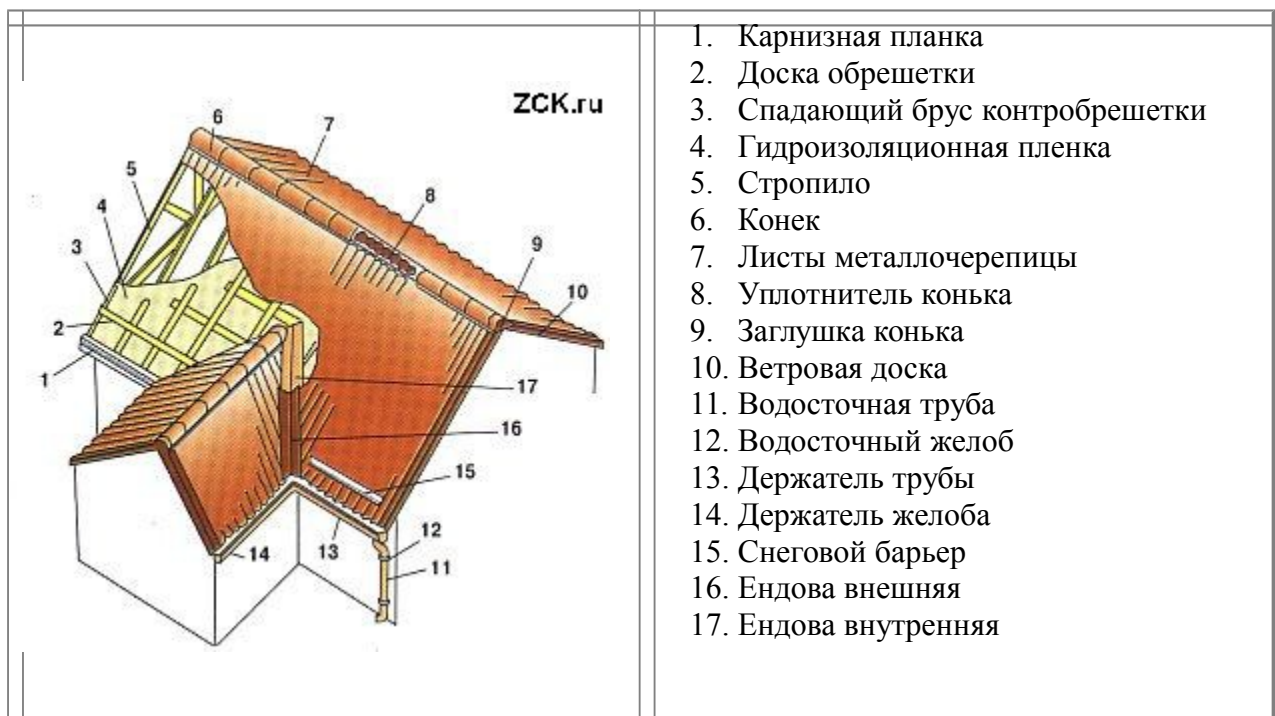 ZCK.ru
6
7
5
8
4
3
9
10
2
1
17
16
15
14
13
12
11
1. Карнизная планка
2. Доска обрешетки
3. Спадающий брус контробрешетки
4. Гидроизоляционная пленка
5. Стропило
6. Конек
7. Листы металлочерепицы
8. Уплотнитель конька
9. Заглушка конька
10. Ветровая доска
11. Водосточная труба
12. Водосточный желоб
13. Держатель трубы
14. Держатель желоба
15. Снеговой барьер
16. Ендова внешняя
17. Ендова внутренняя